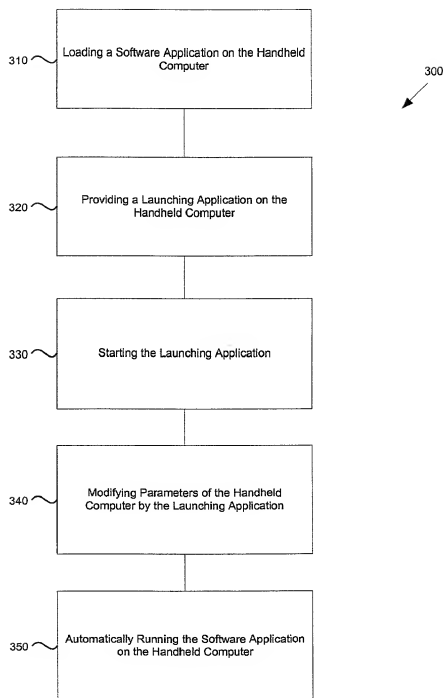 310
Loading a Software Application on the Handheld
Computer
300
320
Providing a Launching Application on the
Handheld Computer
330
Starting the Launching Application
340
Modifying Parameters of the Handheld
Computer by the Launching Application
350
Automatically Running the Software Application
on the Handheld Computer